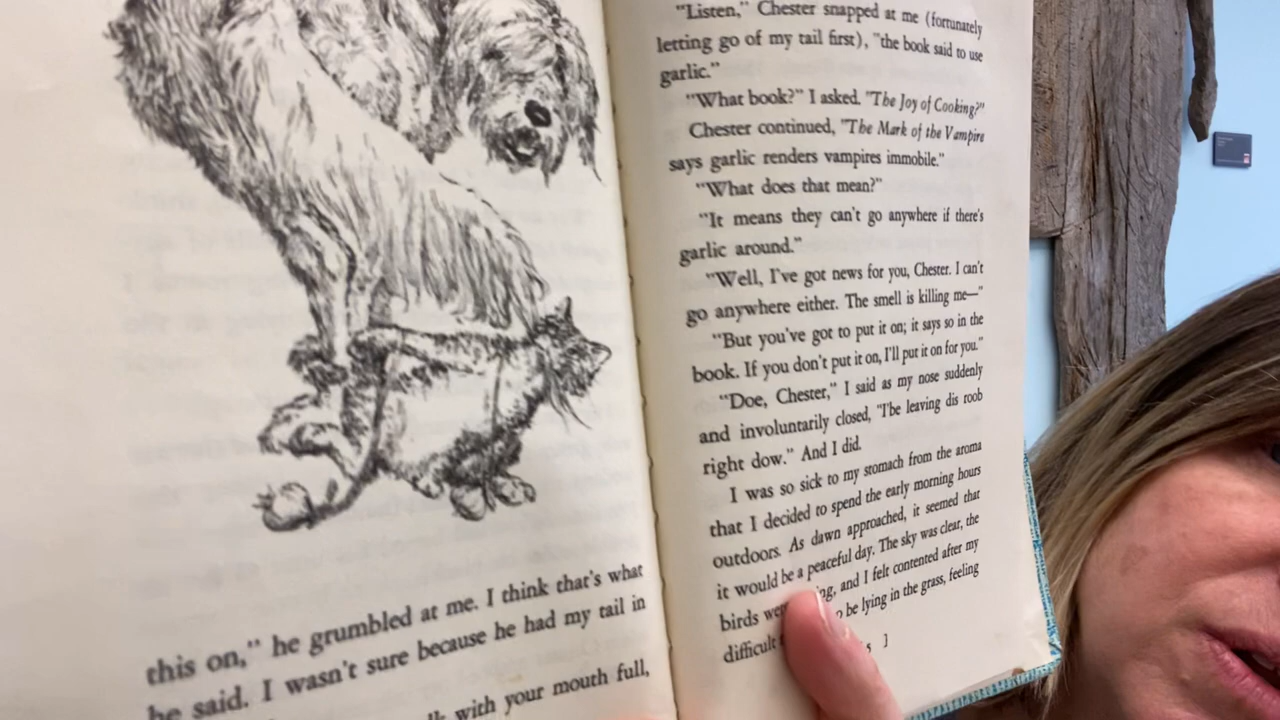 this on," he grumbled at me. I think that's what
he said. I wasn't sure because he had my tail in
with your mouth full,
"Listen," Chester snapped at me (fortunately
letting go of my tail first), "the book said to use
garlic."
"What book?" I asked. "The Joy of Cooking?"
Chester continued, "The Mark of the Vampire
says garlic renders vampires immobile."
"What does that mean?"
"It means they can't go anywhere if there's
garlic around."
"Well, I've got news for you, Chester. I can't
go anywhere either. The smell is killing me—"
"But you've got to put it on; it says so in the
book. If you don't put it on, I'll put it on for you."
"Doe, Chester," I said as my nose suddenly
and involuntarily closed, "I'be leaving dis roob
right dow." And I did.
I was so sick to my stomach from the aroma
that I decided to spend the early morning hours
outdoors. As dawn approached, it seemed that
it would be a peaceful day. The sky was clear, the
birds and I felt contented after my
difficult be lying in the grass, feeling
]